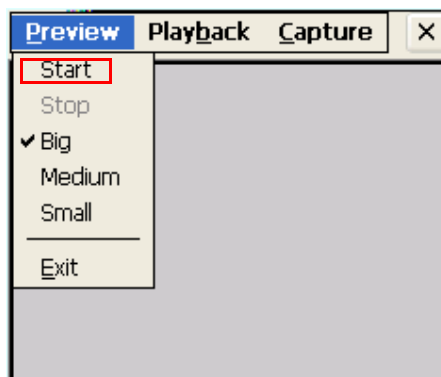 Preview Playback Capture
Start
Stop
Big
Medium
Small
Exit